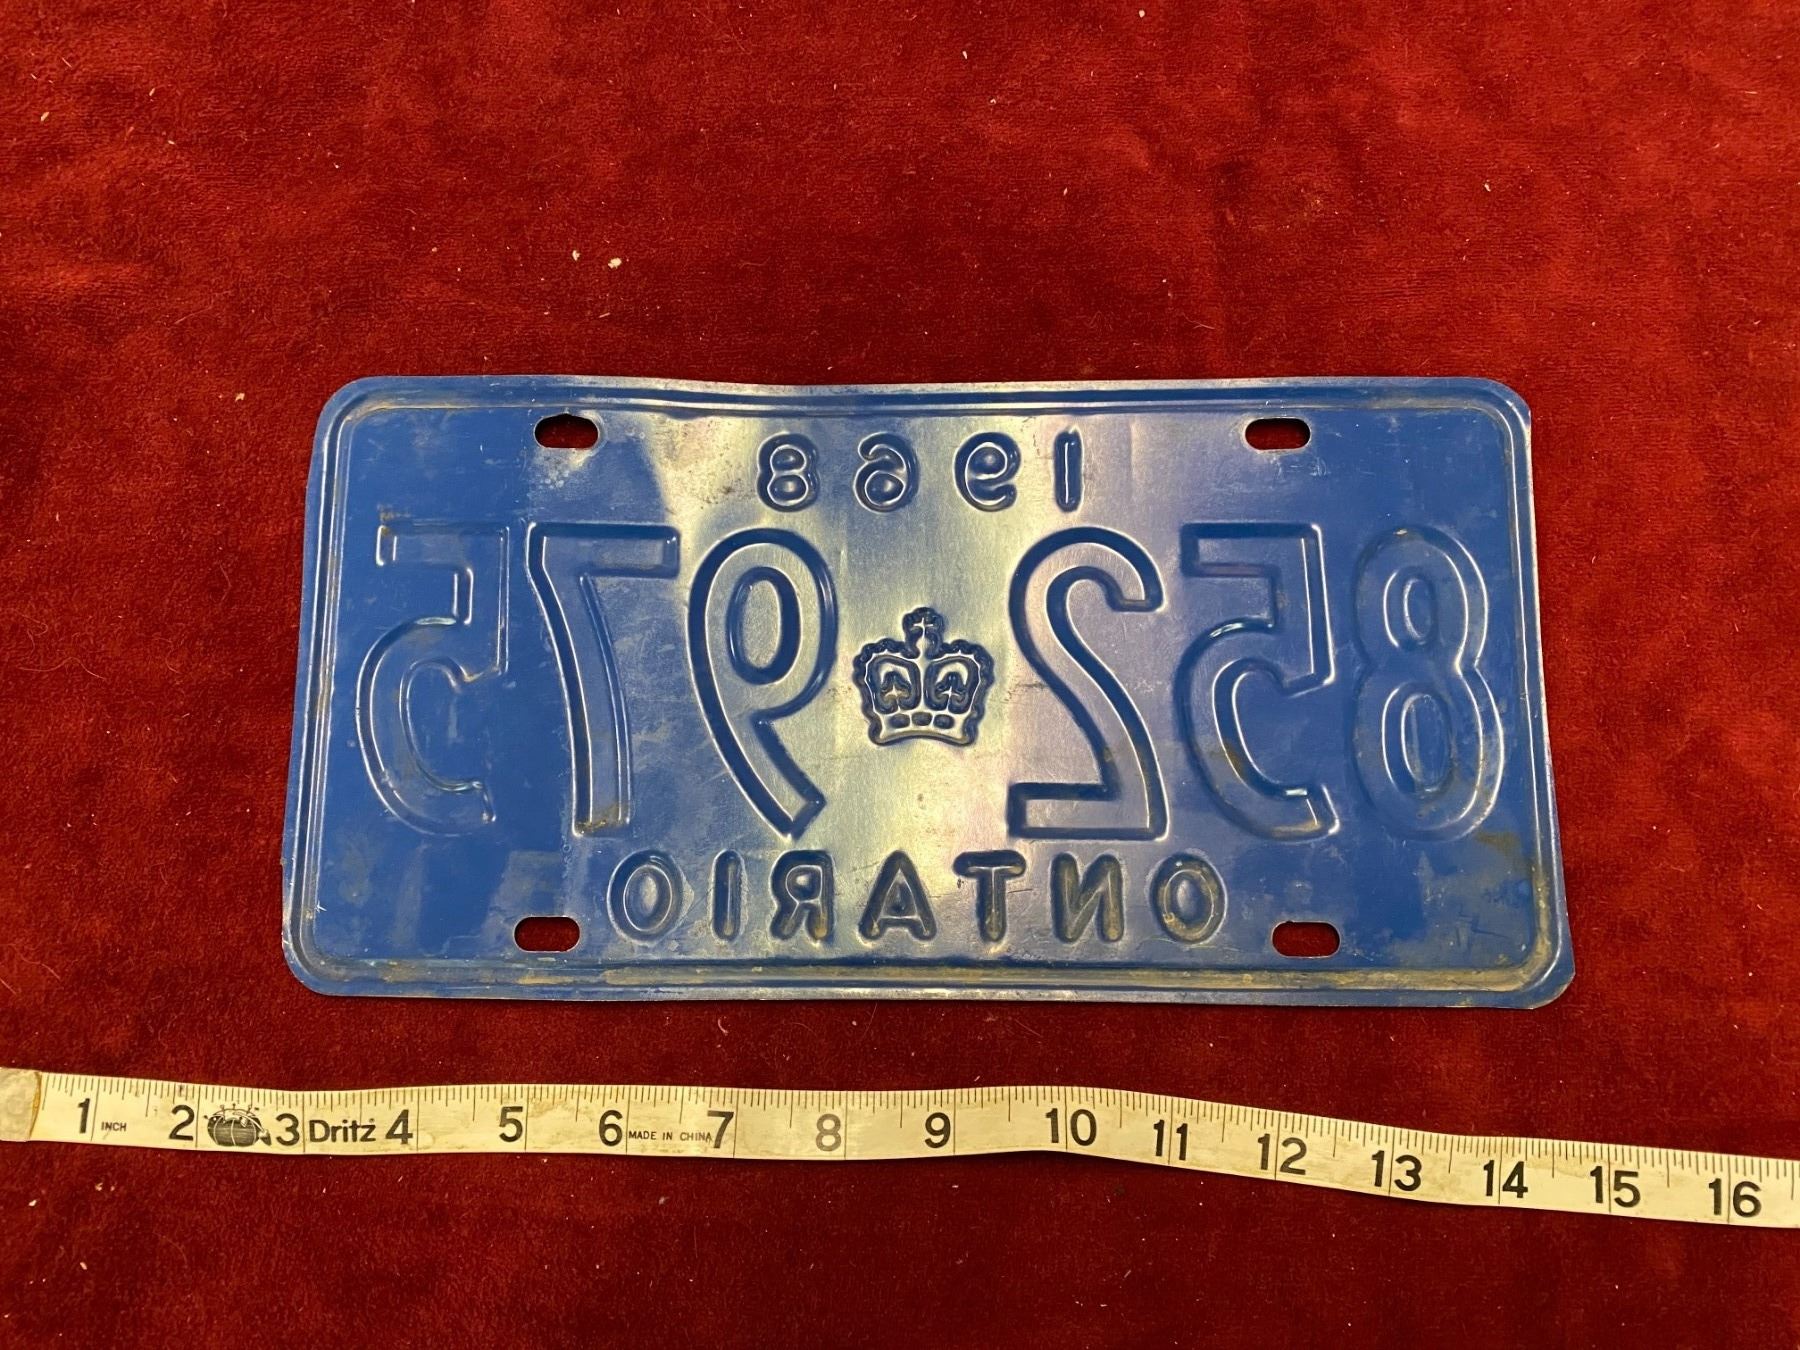 1968
852 975
ONTARIO
1 INCH 2 3 Dritz 4 5 6 MADE IN CHINA 7 8 9 10 11 12 13 14 15 16